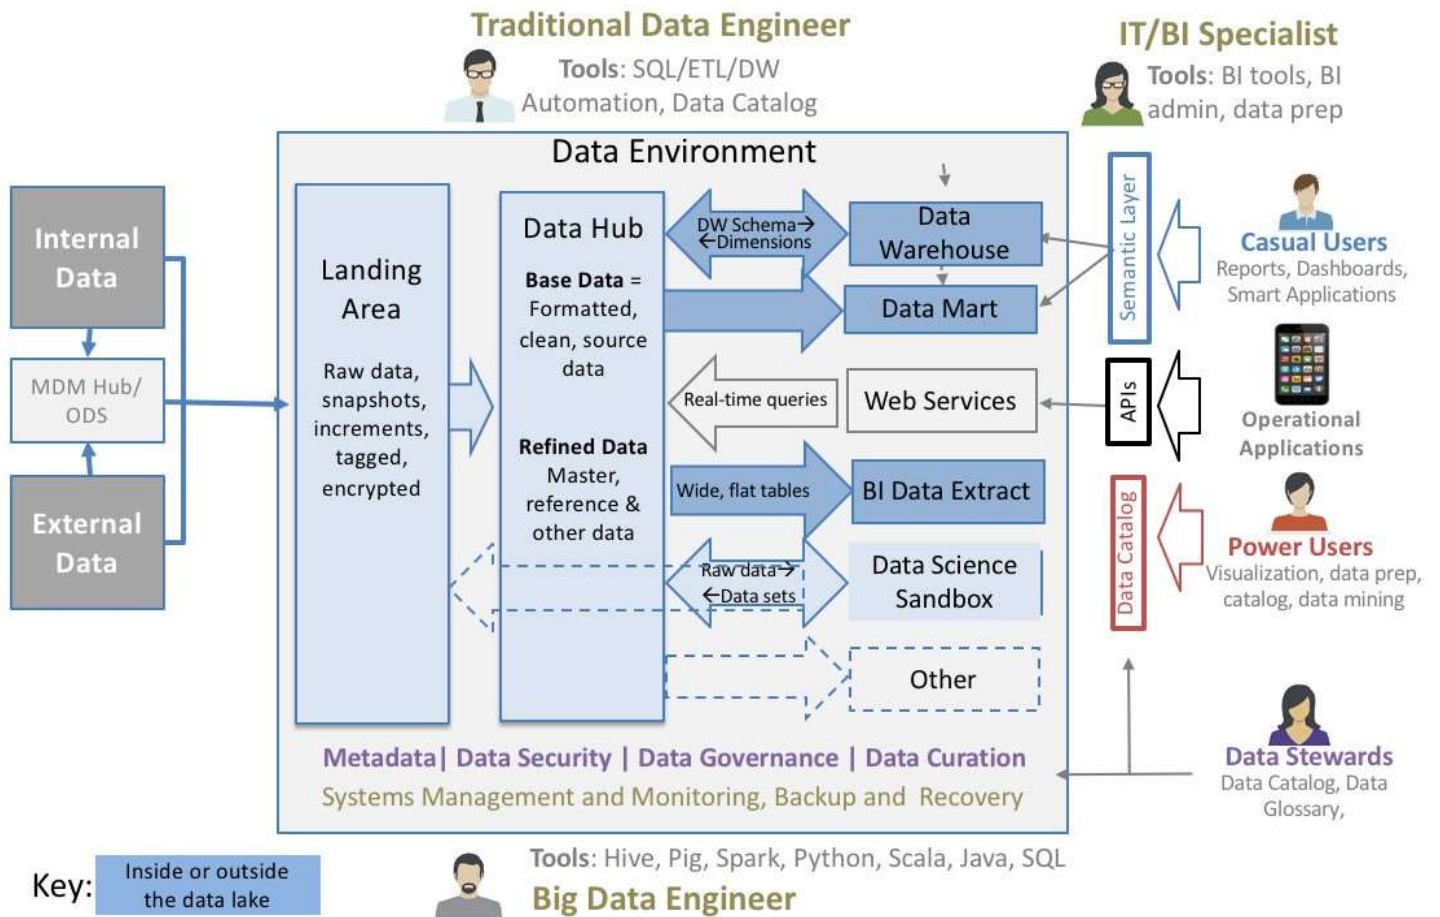 Traditional Data Engineer
Tools: SQL/ETL/DW
Automation, Data Catalog
IT/BI Specialist
Tools: BI tools, BI
admin, data prep
Data Environment
Internal
Data
MDM Hub/
ODS
External
Data
Landing
Area
Raw data,
snapshots,
increments,
tagged,
encrypted
Data Hub
Base Data =
Formatted,
clean, source
data
Refined Data
Master,
reference &
other data
DW Schema→
←Dimensions
Real-time queries
Wide, flat tables
Raw data→
←Data sets
Data
Warehouse
Data Mart
Web Services
BI Data Extract
Data Science
Sandbox
Other
Metadata| Data Security | Data Governance | Data Curation
Systems Management and Monitoring, Backup and Recovery
Semantic Layer
APIs
Data Catalog
Casual Users
Reports, Dashboards,
Smart Applications
Operational
Applications
Power Users
Visualization, data prep,
catalog, data mining
Data Stewards
Data Catalog, Data
Glossary,
Key:
Inside or outside
the data lake
Tools: Hive, Pig, Spark, Python, Scala, Java, SQL
Big Data Engineer